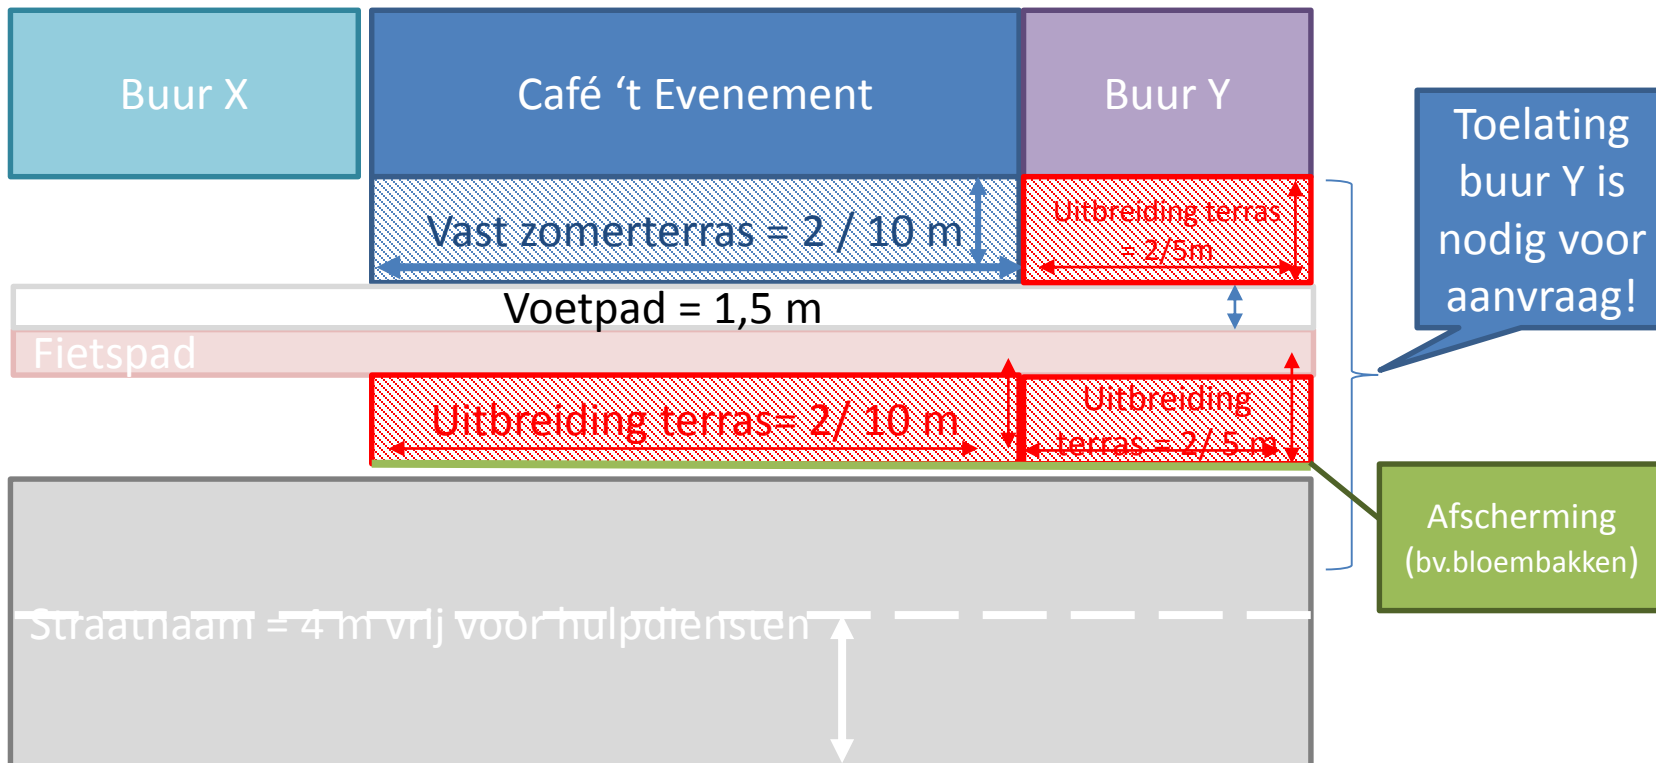 Buur X
Café ‘t Evenement
Buur Y
Toelating
buur Y is
nodig voor
aanvraag!
Vast zomerterras = 2 / 10 m
Uitbreiding terras
= 2/5m
Voetpad = 1,5 m
Fietspad
Uitbreiding terras= 2/ 10 m
Uitbreiding
terras = 2/ 5 m
Afscherming
(bv.bloembakken)
Straatnaam = 4 m vrij voor hulpdiensten